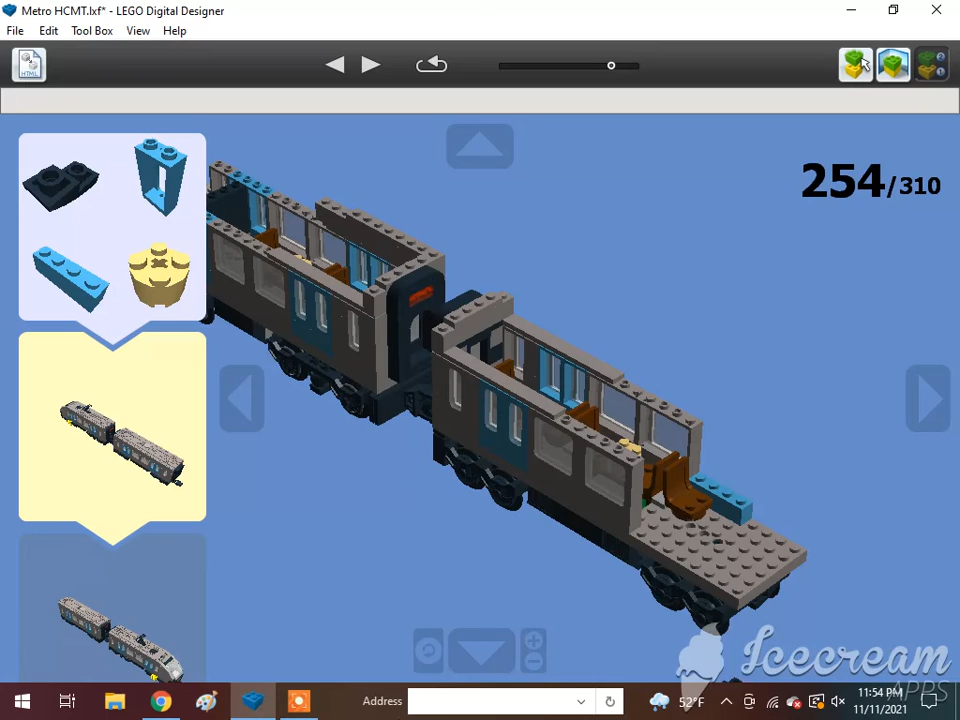 Metro HCMT.lxf* - LEGO Digital Designer
File Edit Tool Box View Help
HTML
254/310
Icecream
APPS
Address
52°F
11:54 PM
11/11/2021